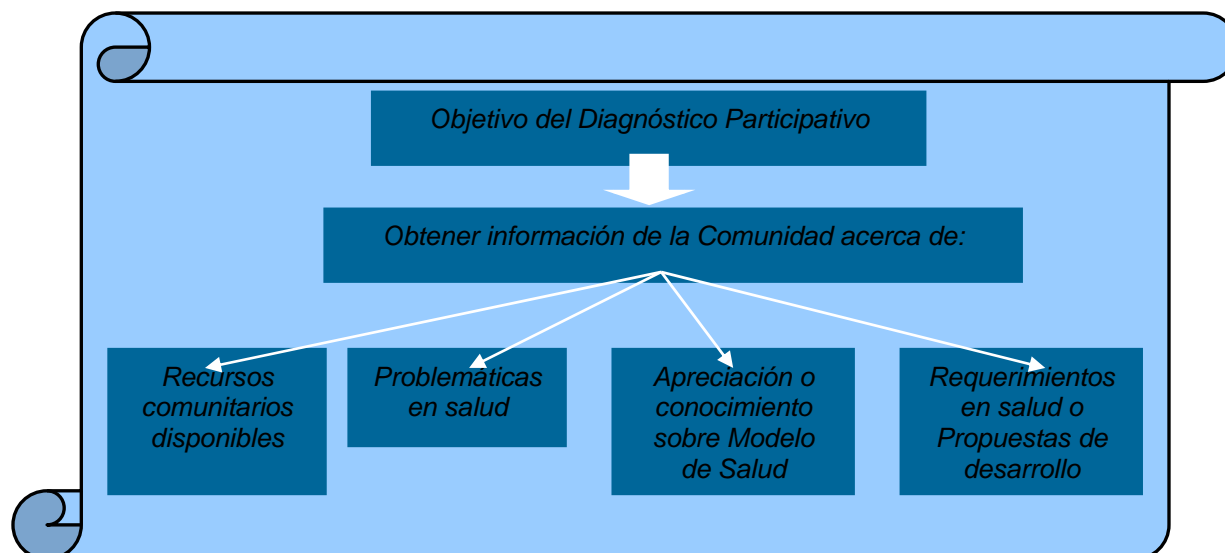 Objetivo del Diagnóstico Participativo
Obtener información de la Comunidad acerca de:
Recursos
comunitarios
disponibles
Problemáticas
en salud
Apreciación o
conocimiento
sobre Modelo
de Salud
Requerimientos
en salud o
Propuestas de
desarrollo